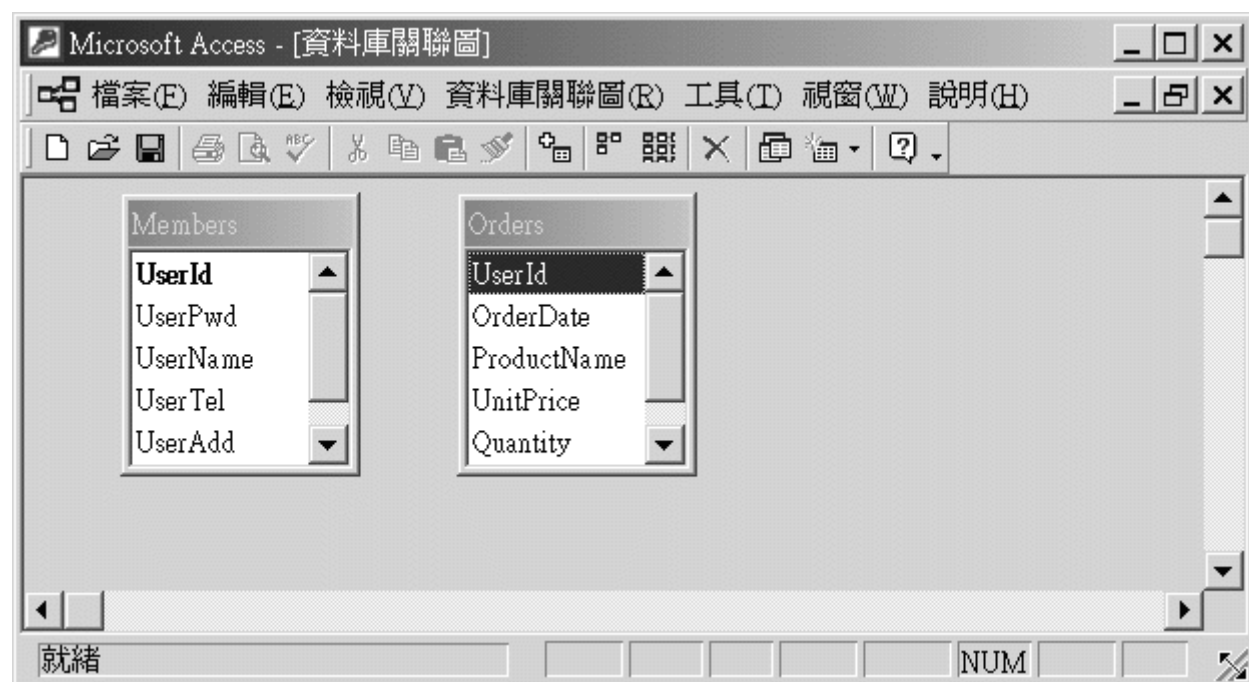 Microsoft Access - [資料庫關聯圖]
檔案(F) 編輯(E) 檢視(V) 資料庫關聯圖(R) 工具(T) 視窗(W) 說明(H)
ABC
Members
UserId
UserPwd
UserName
UserTel
UserAdd
Orders
UserId
OrderDate
ProductName
UnitPrice
Quantity
就緒
NUM